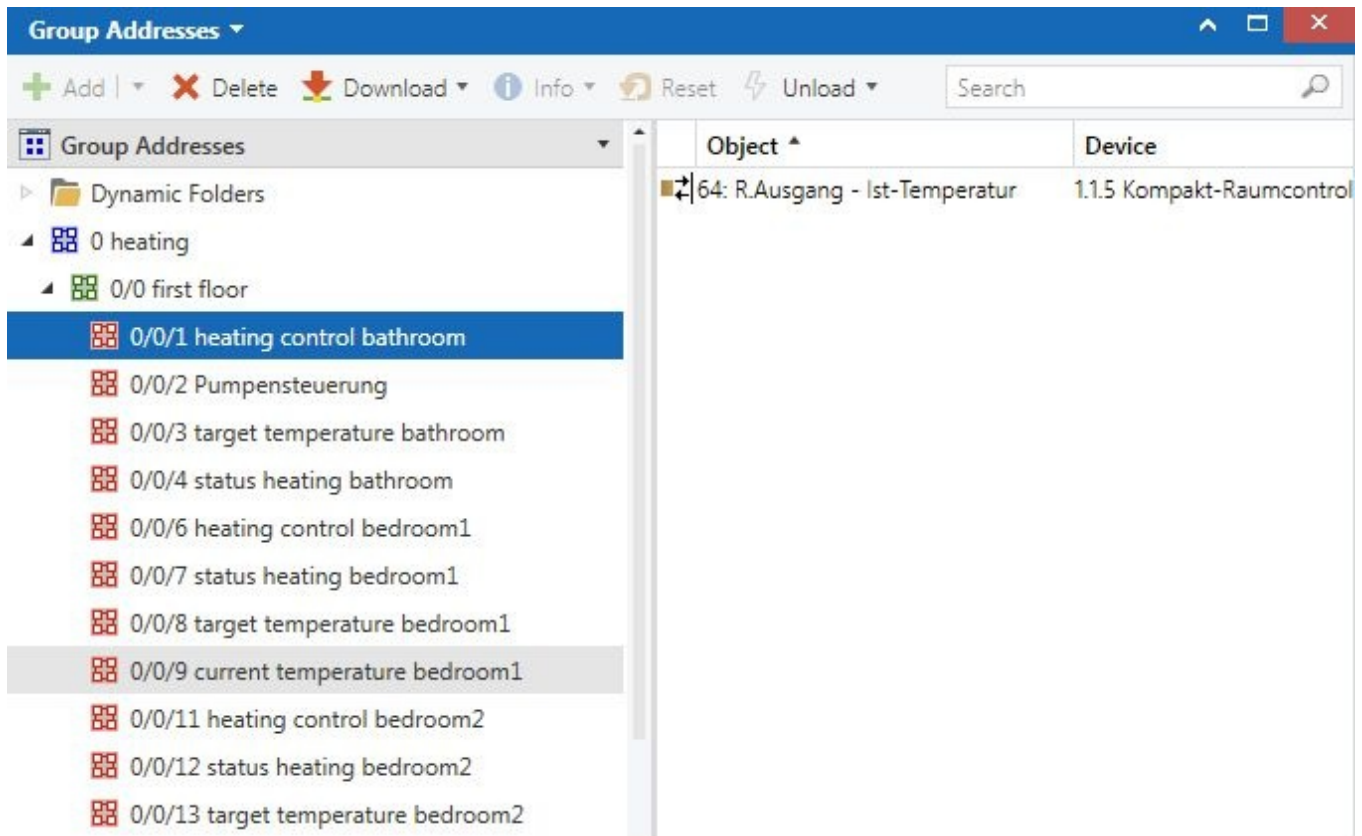 Group Addresses
Add Delete Download Info Reset Unload Search
Group Addresses
Dynamic Folders
0 heating
0/0 first floor
0/0/1 heating control bathroom
0/0/2 Pumpensteuerung
0/0/3 target temperature bathroom
0/0/4 status heating bathroom
0/0/6 heating control bedroom1
0/0/7 status heating bedroom1
0/0/8 target temperature bedroom1
0/0/9 current temperature bedroom1
0/0/11 heating control bedroom2
0/0/12 status heating bedroom2
0/0/13 target temperature bedroom2
Object Device
64: R.Ausgang - Ist-Temperatur 1.1.5 Kompakt-Raumcontrol